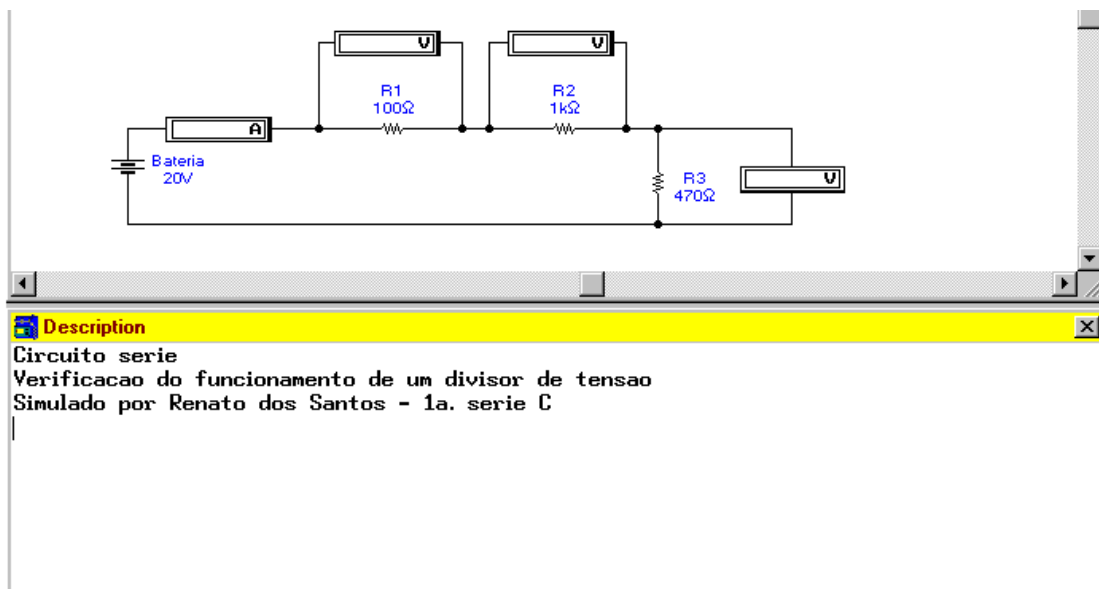 V
V
R1
100Ω
R2
1kΩ
A
Bateria
20V
R3
470Ω
V
Description
Circuito serie
Verificacao do funcionamento de um divisor de tensao
Simulado por Renato dos Santos - 1a. serie C